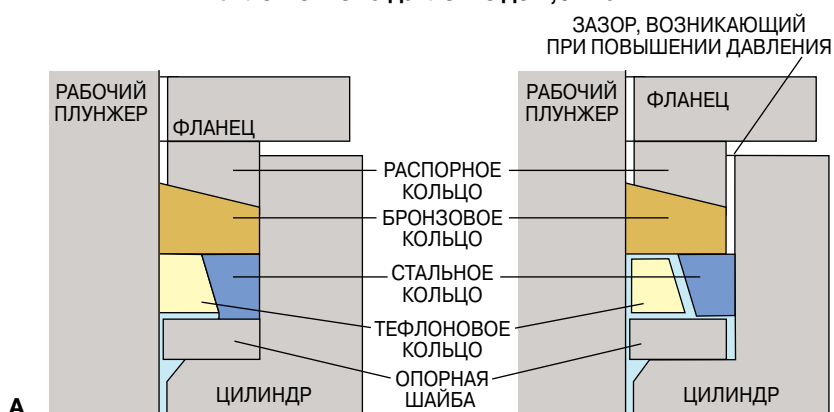 ЗАЗОР, ВОЗНИКАЮЩИЙ
ПРИ ПОВЫШЕНИИ ДАВЛЕНИЯ
РАБОЧИЙ
ПЛУНЖЕР
ФЛАНЕЦ
РАБОЧИЙ
ПЛУНЖЕР
ФЛАНЕЦ
РАСПОРНОЕ
КОЛЬЦО
БРОНЗОВОЕ
КОЛЬЦО
СТАЛЬНОЕ
КОЛЬЦО
ТЕФЛОНОВОЕ
КОЛЬЦО
ОПОРНАЯ
ШАЙБА
ЦИЛИНДР
ЦИЛИНДР
А